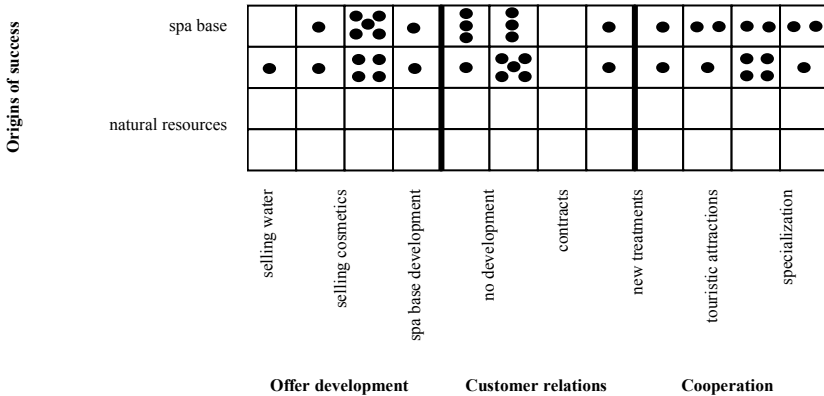 Origins of success
spa base
natural resources
selling water
selling cosmetics
spa base development
no development
contracts
new treatments
touristic attractions
specialization
Offer development
Customer relations
Cooperation